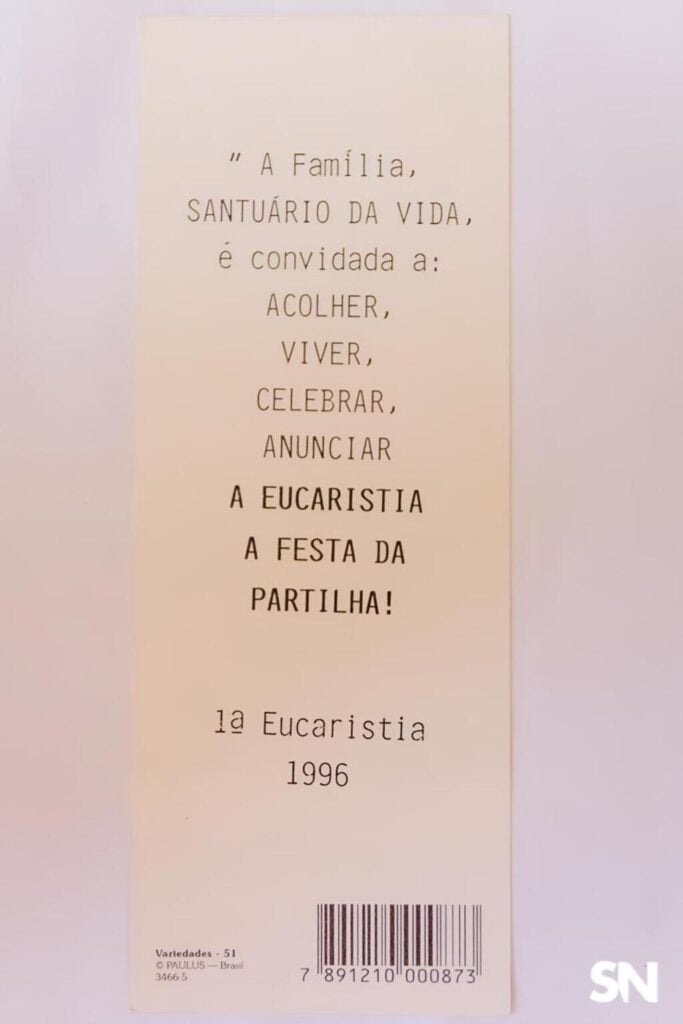 " A Família,
SANTUÁRIO DA VIDA,
é convidada a:
ACOLHER,
VIVER,
CELEBRAR,
ANUNCIAR
A EUCARISTIA
A FESTA DA
PARTILHA!
1ª Eucaristia
1996
Variedades - 51
© PAULUS — Brasil
3466-5
7 891210 000873
SN